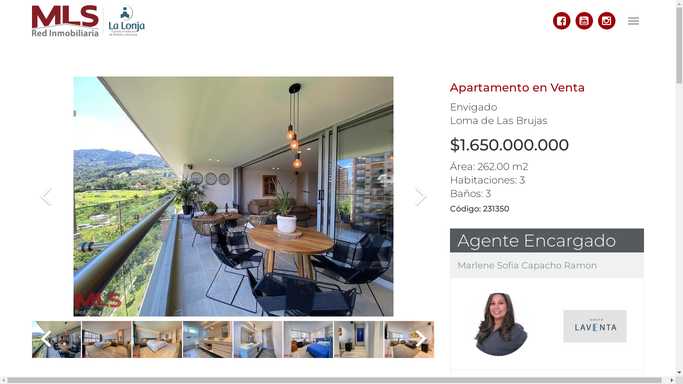 MLS
Red Inmobiliaria
La Lonja
Apartamento en Venta
Envigado
Loma de Las Brujas
$1.650.000.000
Área: 262.00 m2
Habitaciones: 3
Baños: 3
Código: 231350
MLS
Agente Encargado
Marlene Sofia Capacho Ramon
LAVENTA